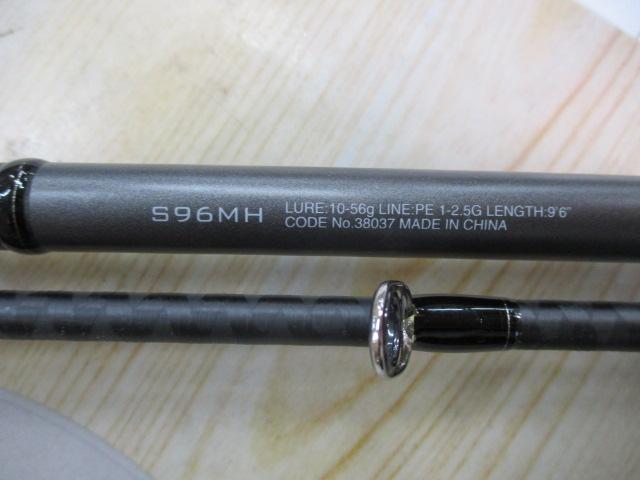 S96MH
LURE:10-56g LINE:PE 1-2.5G LENGTH:9'6"
CODE No.38037 MADE IN CHINA